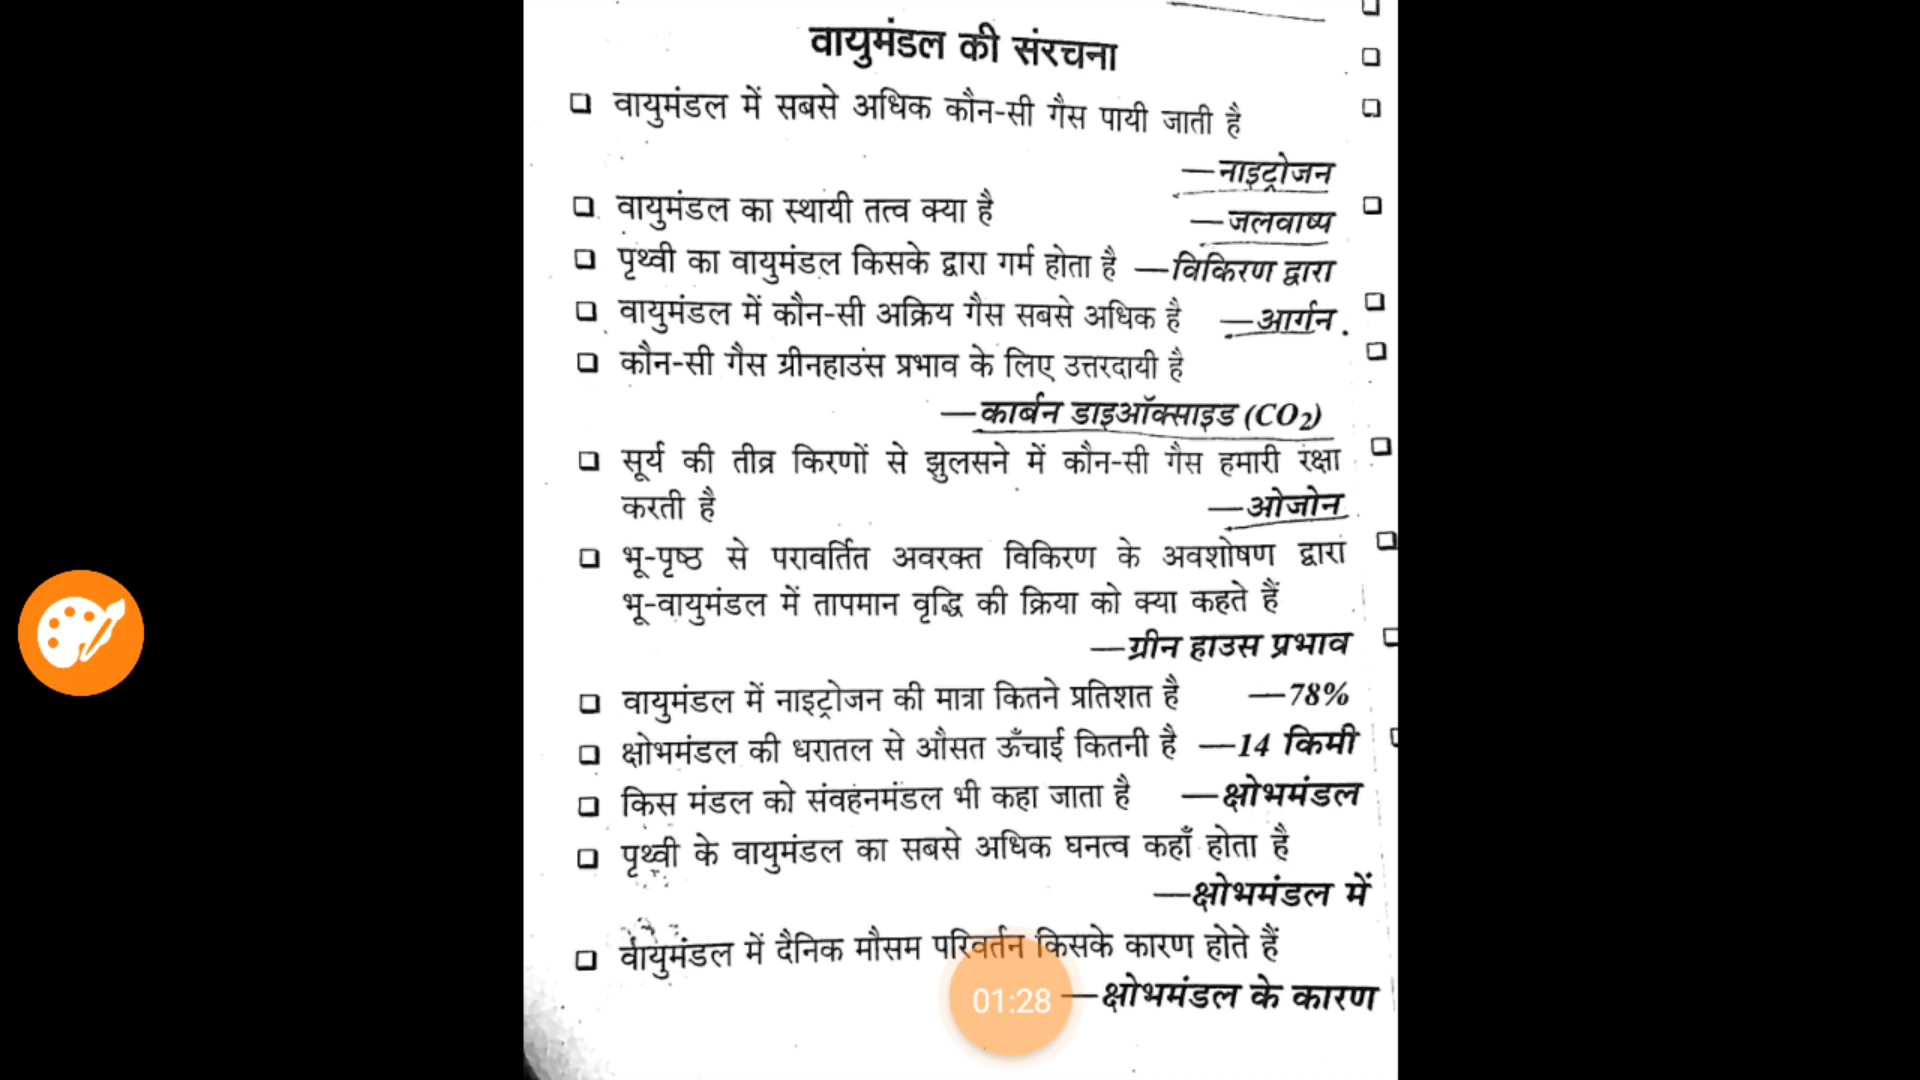 वायुमंडल की संरचना
❑ वायुमंडल में सबसे अधिक कौन-सी गैस पायी जाती है
—नाइट्रोजन
❑ वायुमंडल का स्थायी तत्व क्या है —जलवाष्प
❑ पृथ्वी का वायुमंडल किसके द्वारा गर्म होता है —विकिरण द्वारा
❑ वायुमंडल में कौन-सी अक्रिय गैस सबसे अधिक है —आर्गन
❑ कौन-सी गैस ग्रीनहाउंस प्रभाव के लिए उत्तरदायी है
—कार्बन डाइऑक्साइड (CO₂)
❑ सूर्य की तीव्र किरणों से झुलसने में कौन-सी गैस हमारी रक्षा
करती है —ओजोन
❑ भू-पृष्ठ से परावर्तित अवरक्त विकिरण के अवशोषण द्वारा
भू-वायुमंडल में तापमान वृद्धि की क्रिया को क्या कहते हैं
—ग्रीन हाउस प्रभाव
❑ वायुमंडल में नाइट्रोजन की मात्रा कितने प्रतिशत है —78%
❑ क्षोभमंडल की धरातल से औसत ऊँचाई कितनी है —14 किमी
❑ किस मंडल को संवहनमंडल भी कहा जाता है —क्षोभमंडल
❑ पृथ्वी के वायुमंडल का सबसे अधिक घनत्व कहाँ होता है
—क्षोभमंडल में
❑ वायुमंडल में दैनिक मौसम परिवर्तन किसके कारण होते हैं
01:28 —क्षोभमंडल के कारण